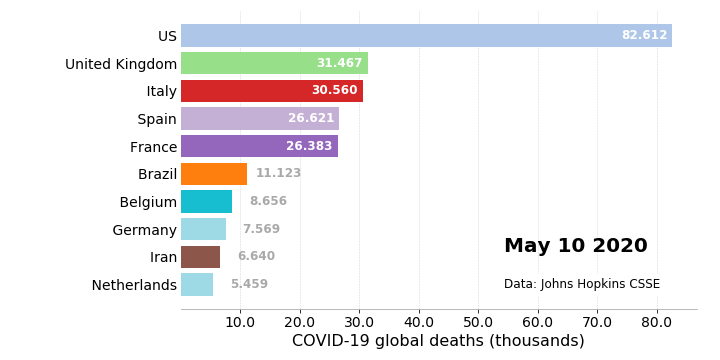 US 82.612
United Kingdom 31.467
Italy 30.560
Spain 26.621
France 26.383
Brazil 11.123
Belgium 8.656
Germany 7.569
Iran 6.640
Netherlands 5.459
May 10 2020
Data: Johns Hopkins CSSE
10.0 20.0 30.0 40.0 50.0 60.0 70.0 80.0
COVID-19 global deaths (thousands)